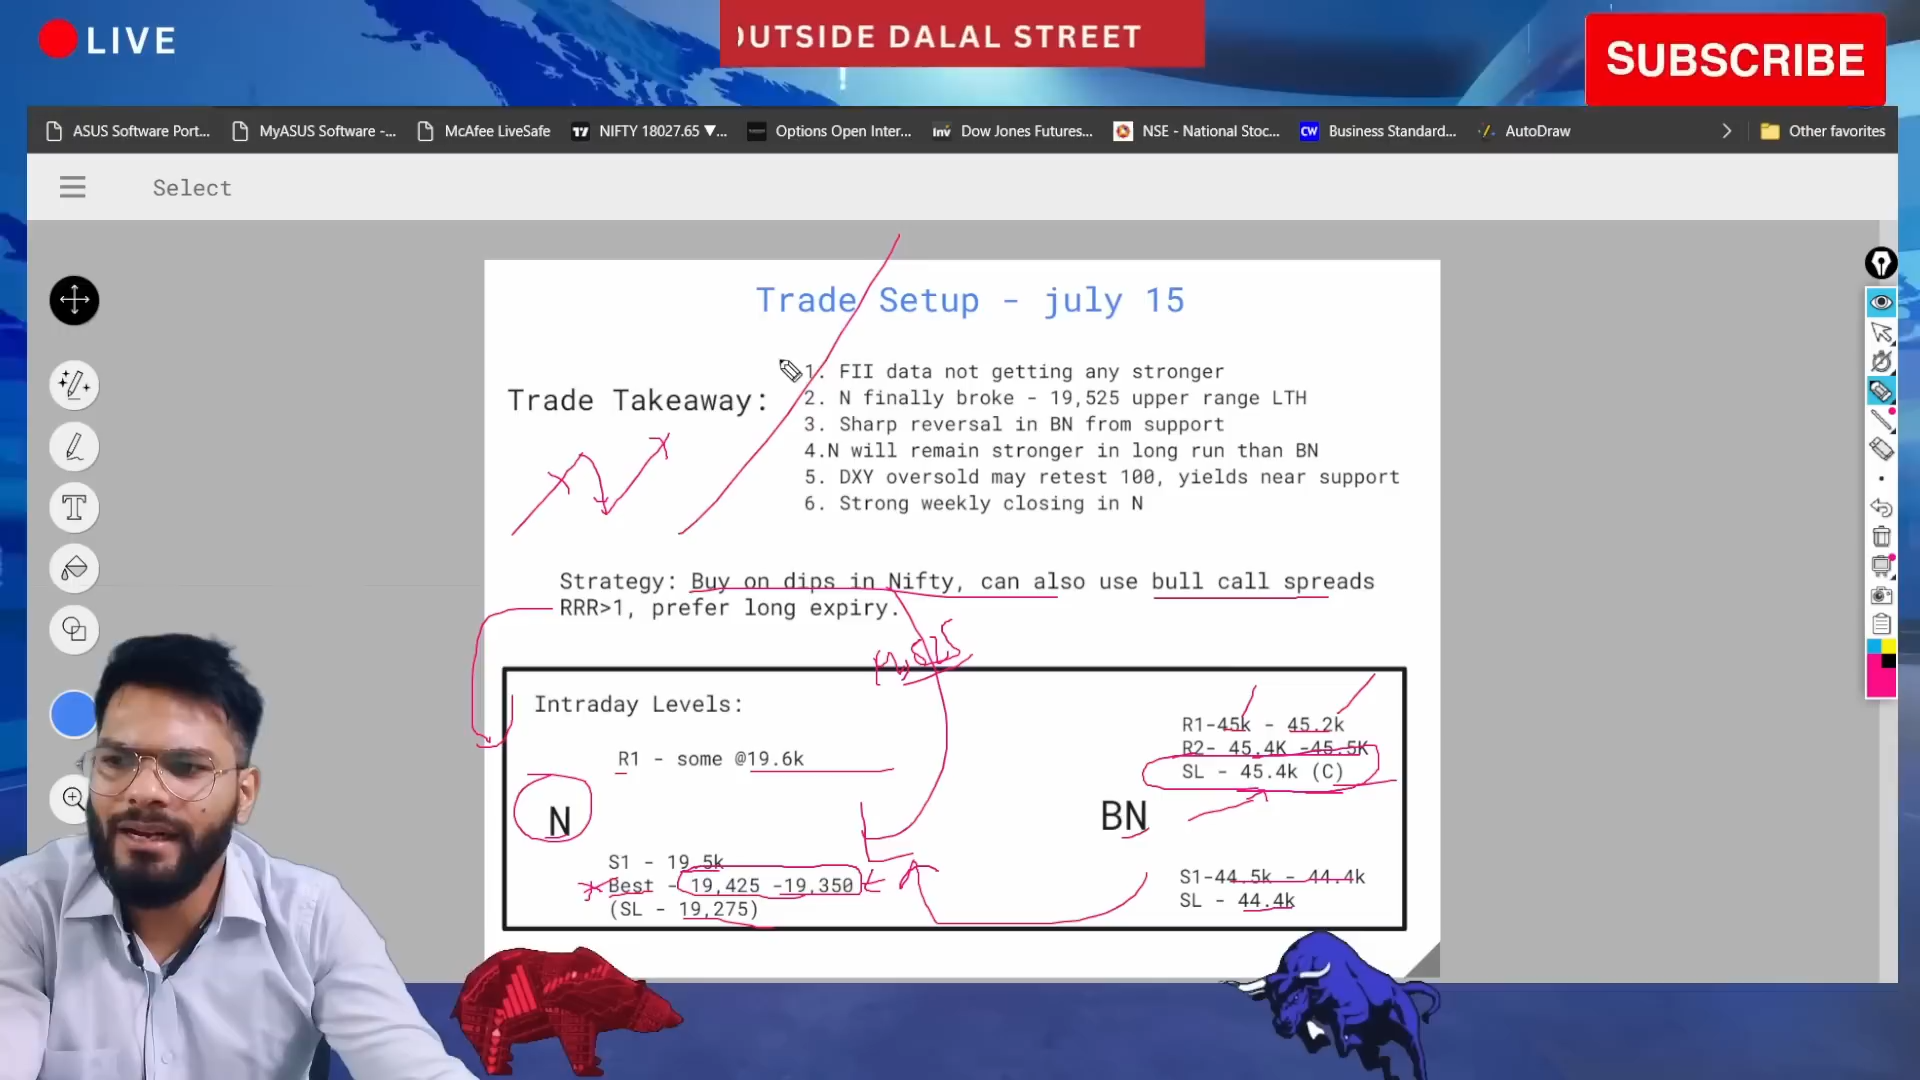 LIVE
OUTSIDE DALAL STREET
SUBSCRIBE
ASUS Software Port...
MyASUS Software -...
McAfee LiveSafe
NIFTY 18027.65 ▼...
Options Open Inter...
Inv
Dow Jones Futures...
NSE - National Stoc...
CW
Business Standard...
AutoDraw
Other favorites
Select
Trade Setup - july 15
Trade Takeaway:
1. FII data not getting any stronger
2. N finally broke - 19,525 upper range LTH
3. Sharp reversal in BN from support
4.N will remain stronger in long run than BN
5. DXY oversold may retest 100, yields near support
6. Strong weekly closing in N
Strategy: Buy on dips in Nifty, can also use bull call spreads
RRR>1, prefer long expiry.
Intraday Levels:
R1 - some @19.6k
N
S1 - 19.5k
Best - 19,425 -19,350
(SL - 19,275)
R1-45k - 45.2k
R2- 45.4K -45.5K
SL - 45.4k (C)
BN
S1-44.5k - 44.4k
SL - 44.4k